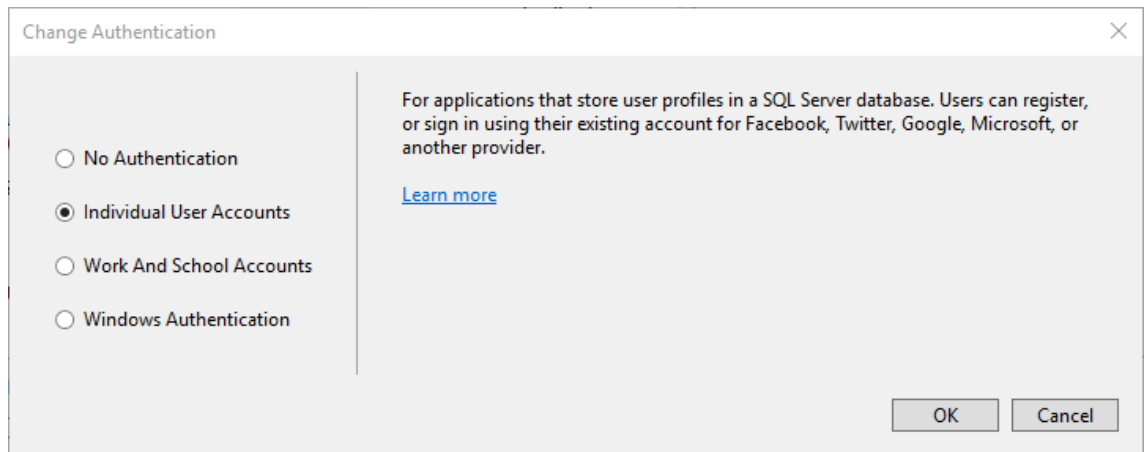 Change Authentication
No Authentication
Individual User Accounts
Work And School Accounts
Windows Authentication
For applications that store user profiles in a SQL Server database. Users can register,
or sign in using their existing account for Facebook, Twitter, Google, Microsoft, or
another provider.
Learn more
OK
Cancel